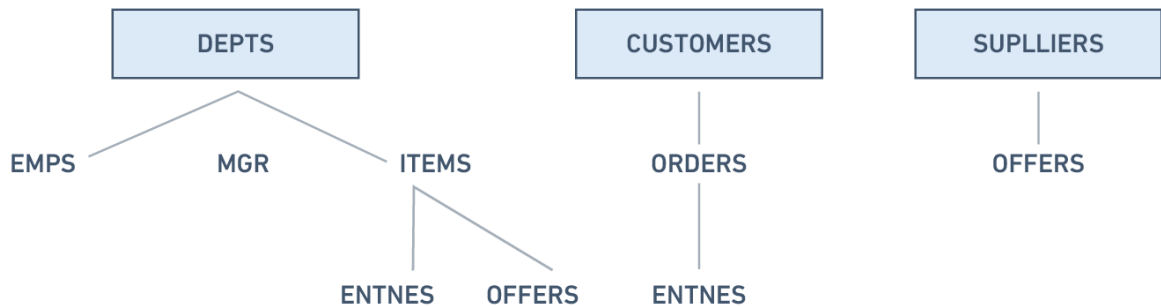 DEPTS CUSTOMERS SUPLLIERS
EMPS MGR ITEMS ORDERS OFFERS
ENTNES OFFERS ENTNES